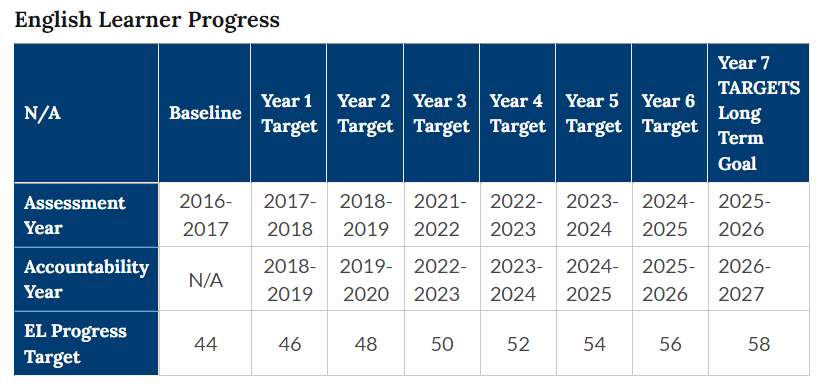 English Learner Progress
N/A Baseline Year 1 Target Year 2 Target Year 3 Target Year 4 Target Year 5 Target Year 6 Target Year 7 TARGETS Long Term Goal
Assessment Year 2016-2017 2017-2018 2018-2019 2021-2022 2022-2023 2023-2024 2024-2025 2025-2026
Accountability Year N/A 2018-2019 2019-2020 2022-2023 2023-2024 2024-2025 2025-2026 2026-2027
EL Progress Target 44 46 48 50 52 54 56 58